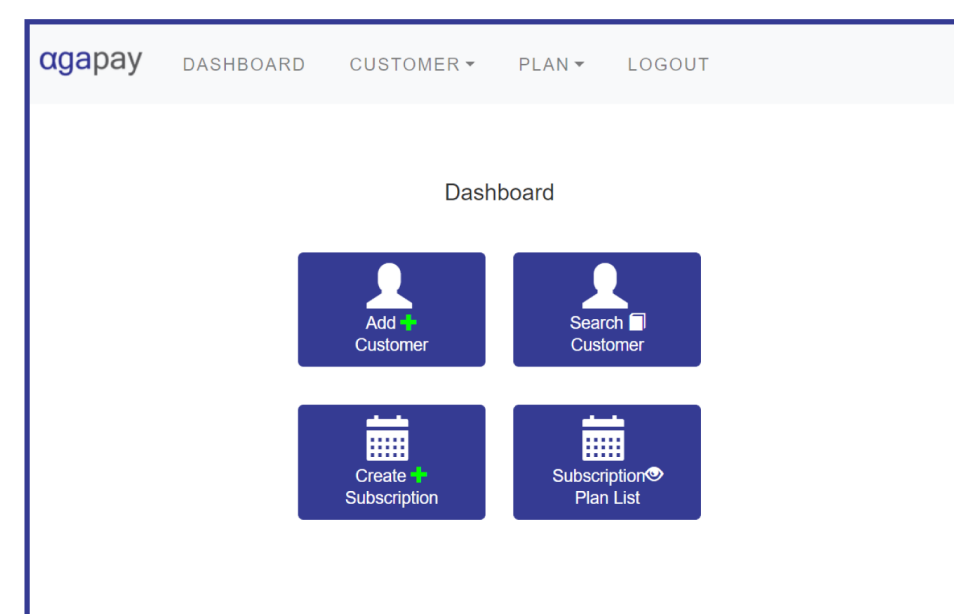 αgapay
DASHBOARD CUSTOMER PLAN LOGOUT
Dashboard
Add
Customer
Search
Customer
Create
Subscription
Subscription
Plan List